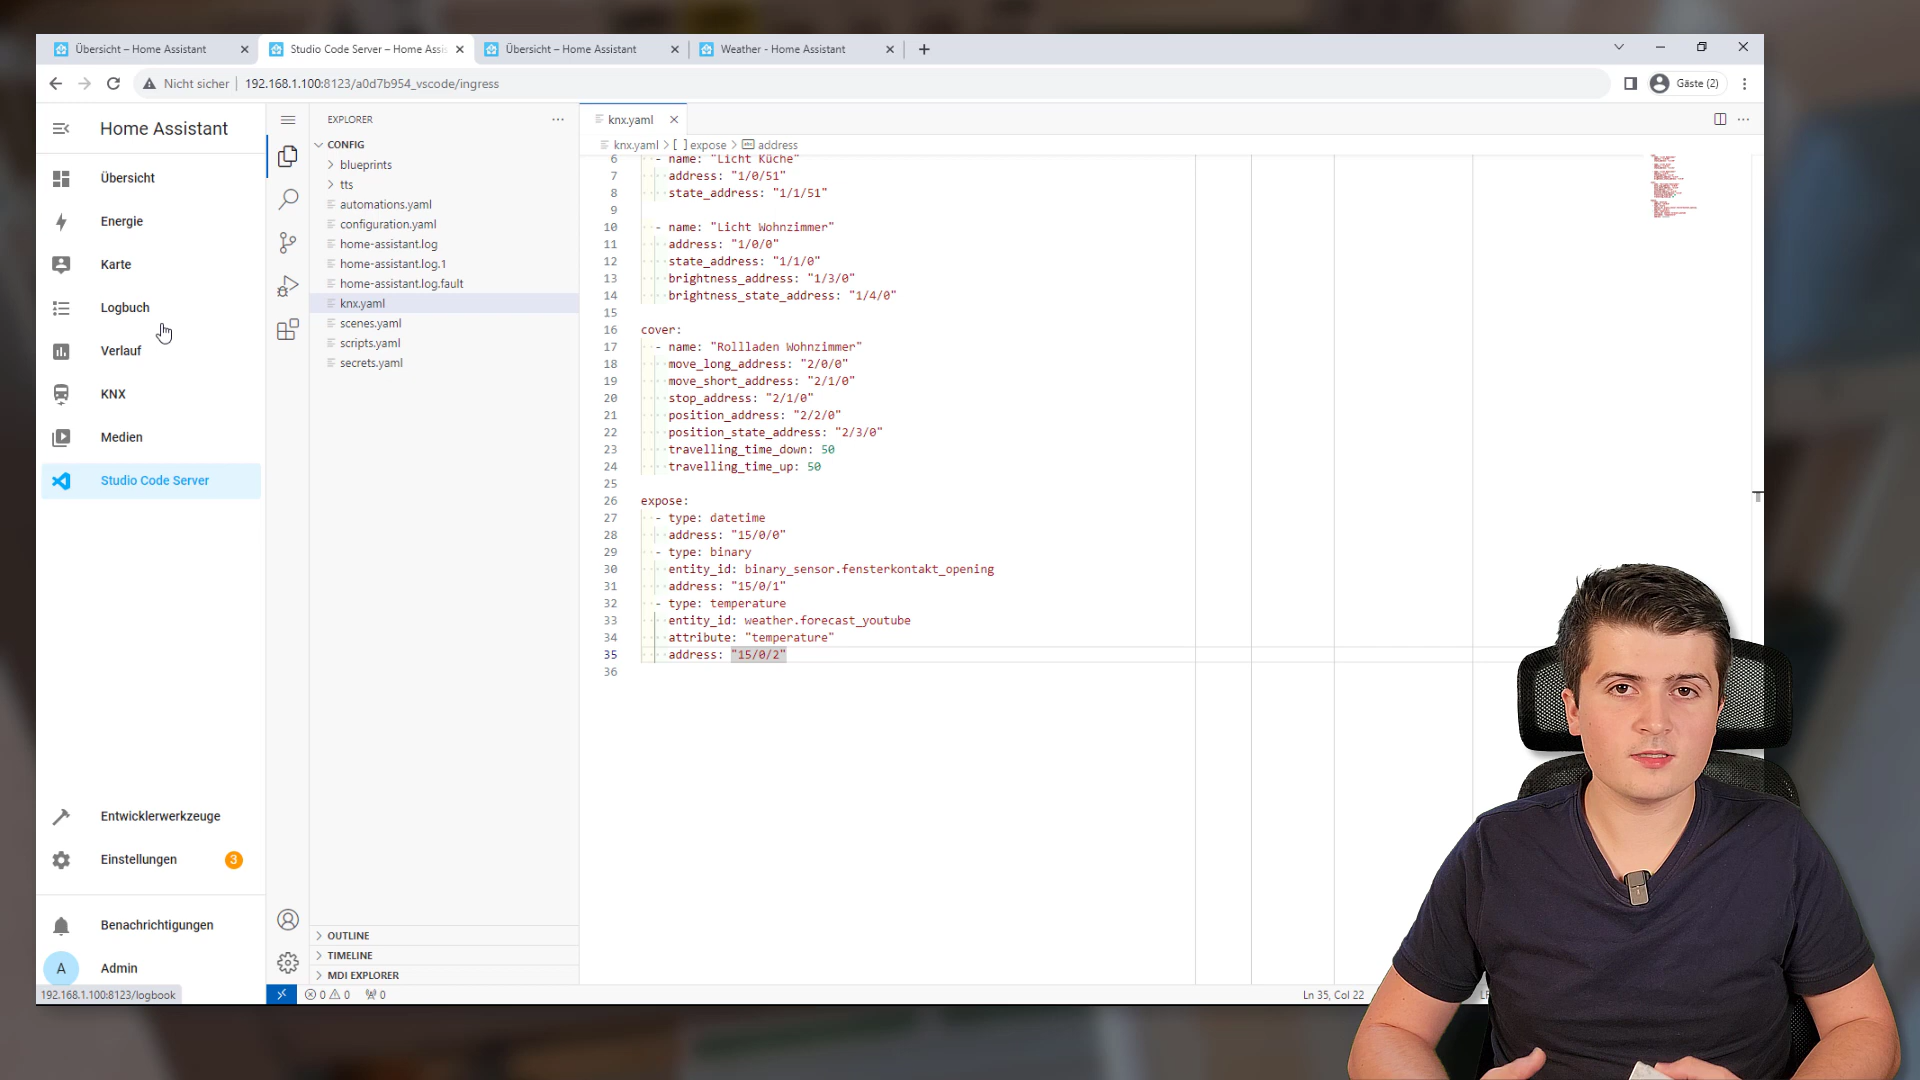 Übersicht – Home Assistant
Studio Code Server – Home Assis
Übersicht – Home Assistant
Weather - Home Assistant
Nicht sicher
192.168.1.100:8123/a0d7b954_vscode/ingress
Gäste (2)
Home Assistant
Übersicht
Energie
Karte
Logbuch
Verlauf
KNX
Medien
Studio Code Server
Entwicklerwerkzeuge
Einstellungen
3
Benachrichtigungen
A
Admin
192.168.1.100:8123/logbook
EXPLORER
CONFIG
blueprints
tts
automations.yaml
configuration.yaml
home-assistant.log
home-assistant.log.1
home-assistant.log.fault
knx.yaml
scenes.yaml
scripts.yaml
secrets.yaml
OUTLINE
TIMELINE
MDI EXPLORER
0 0 0
knx.yaml
knx.yaml > [ ] expose > abc address
6 - name: "Licht Küche"
7 address: "1/0/51"
8 state_address: "1/1/51"
9
10 - name: "Licht Wohnzimmer"
11 address: "1/0/0"
12 state_address: "1/1/0"
13 brightness_address: "1/3/0"
14 brightness_state_address: "1/4/0"
15
16 cover:
17 - name: "Rollladen Wohnzimmer"
18 move_long_address: "2/0/0"
19 move_short_address: "2/1/0"
20 stop_address: "2/1/0"
21 position_address: "2/2/0"
22 position_state_address: "2/3/0"
23 travelling_time_down: 50
24 travelling_time_up: 50
25
26 expose:
27 - type: datetime
28 address: "15/0/0"
29 - type: binary
30 entity_id: binary_sensor.fensterkontakt_opening
31 address: "15/0/1"
32 - type: temperature
33 entity_id: weather.forecast_youtube
34 attribute: "temperature"
35 address: "15/0/2"
36
Ln 35, Col 22